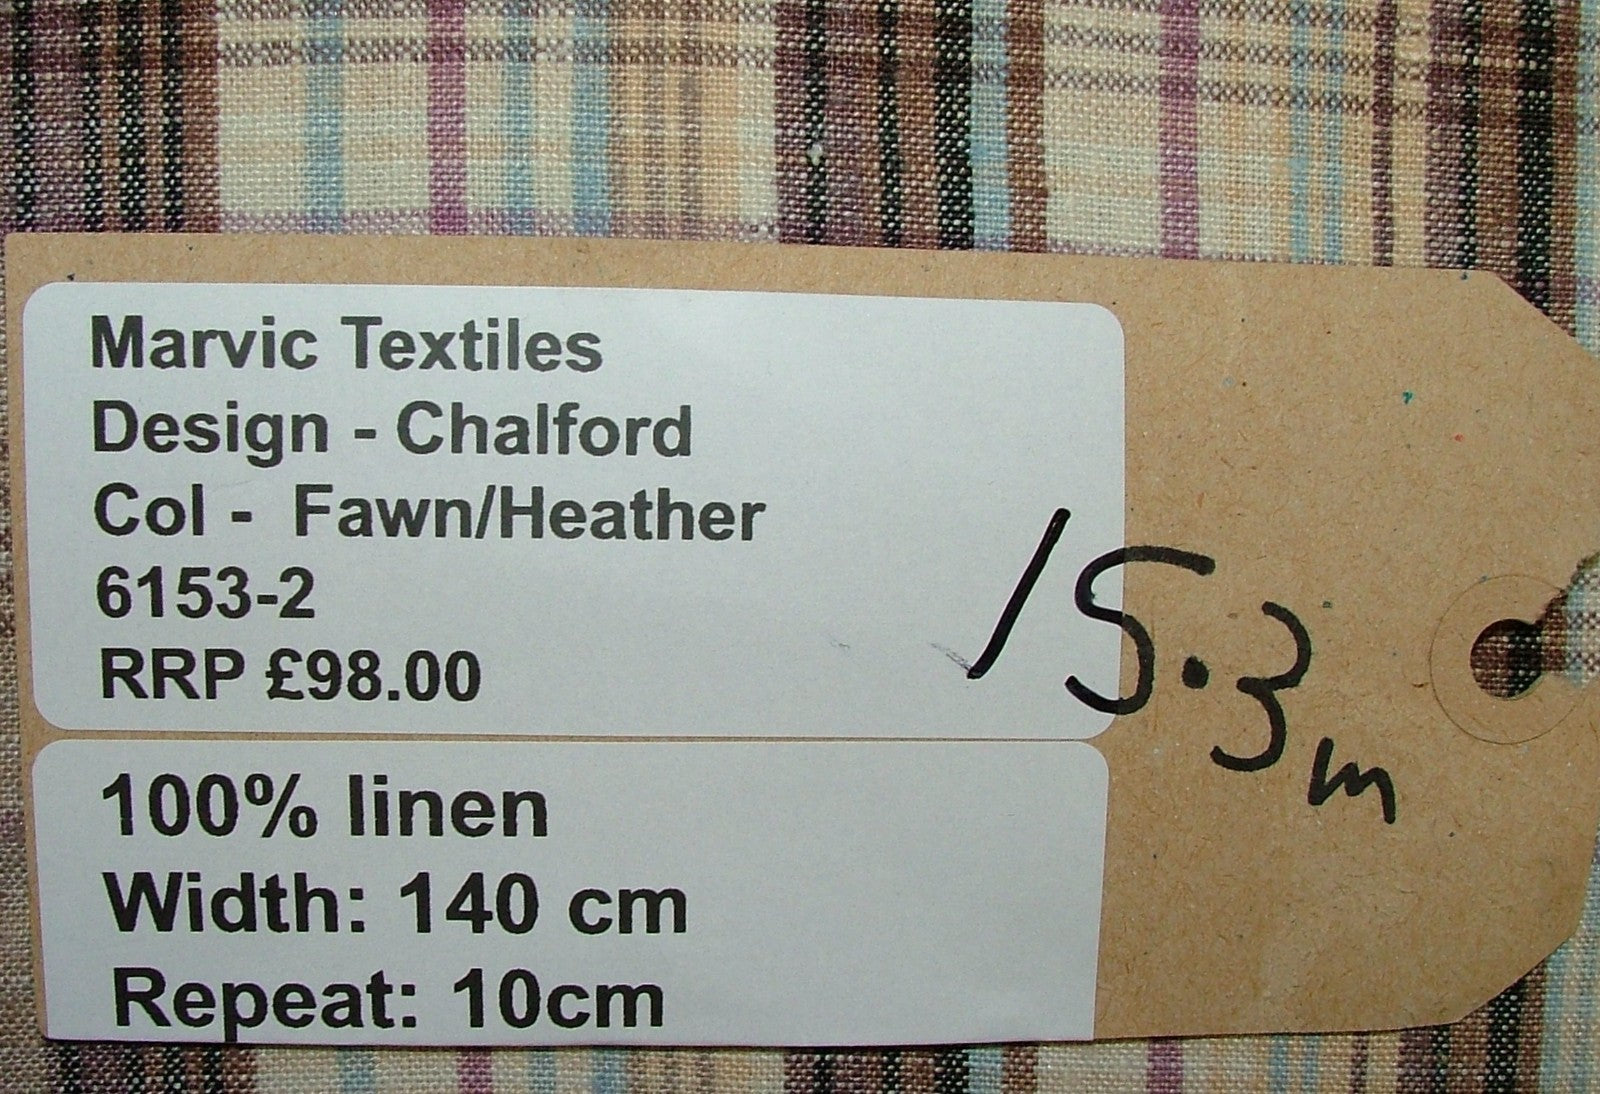 Marvic Textiles
Design - Chalford
Col - Fawn/Heather
6153-2
RRP £98.00
15.3m
100% linen
Width: 140 cm
Repeat: 10cm